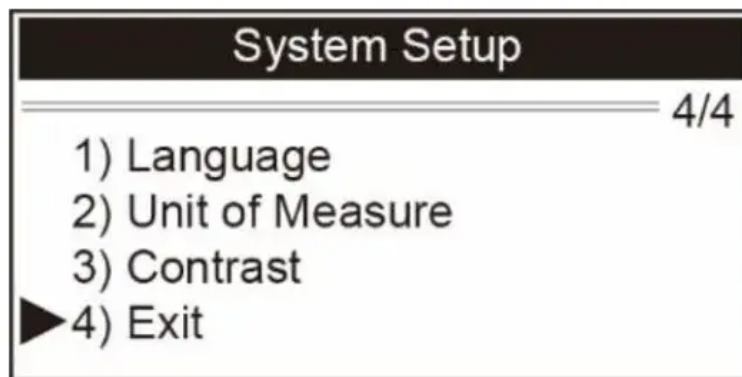 System Setup
4/4
1) Language
2) Unit of Measure
3) Contrast
4) Exit